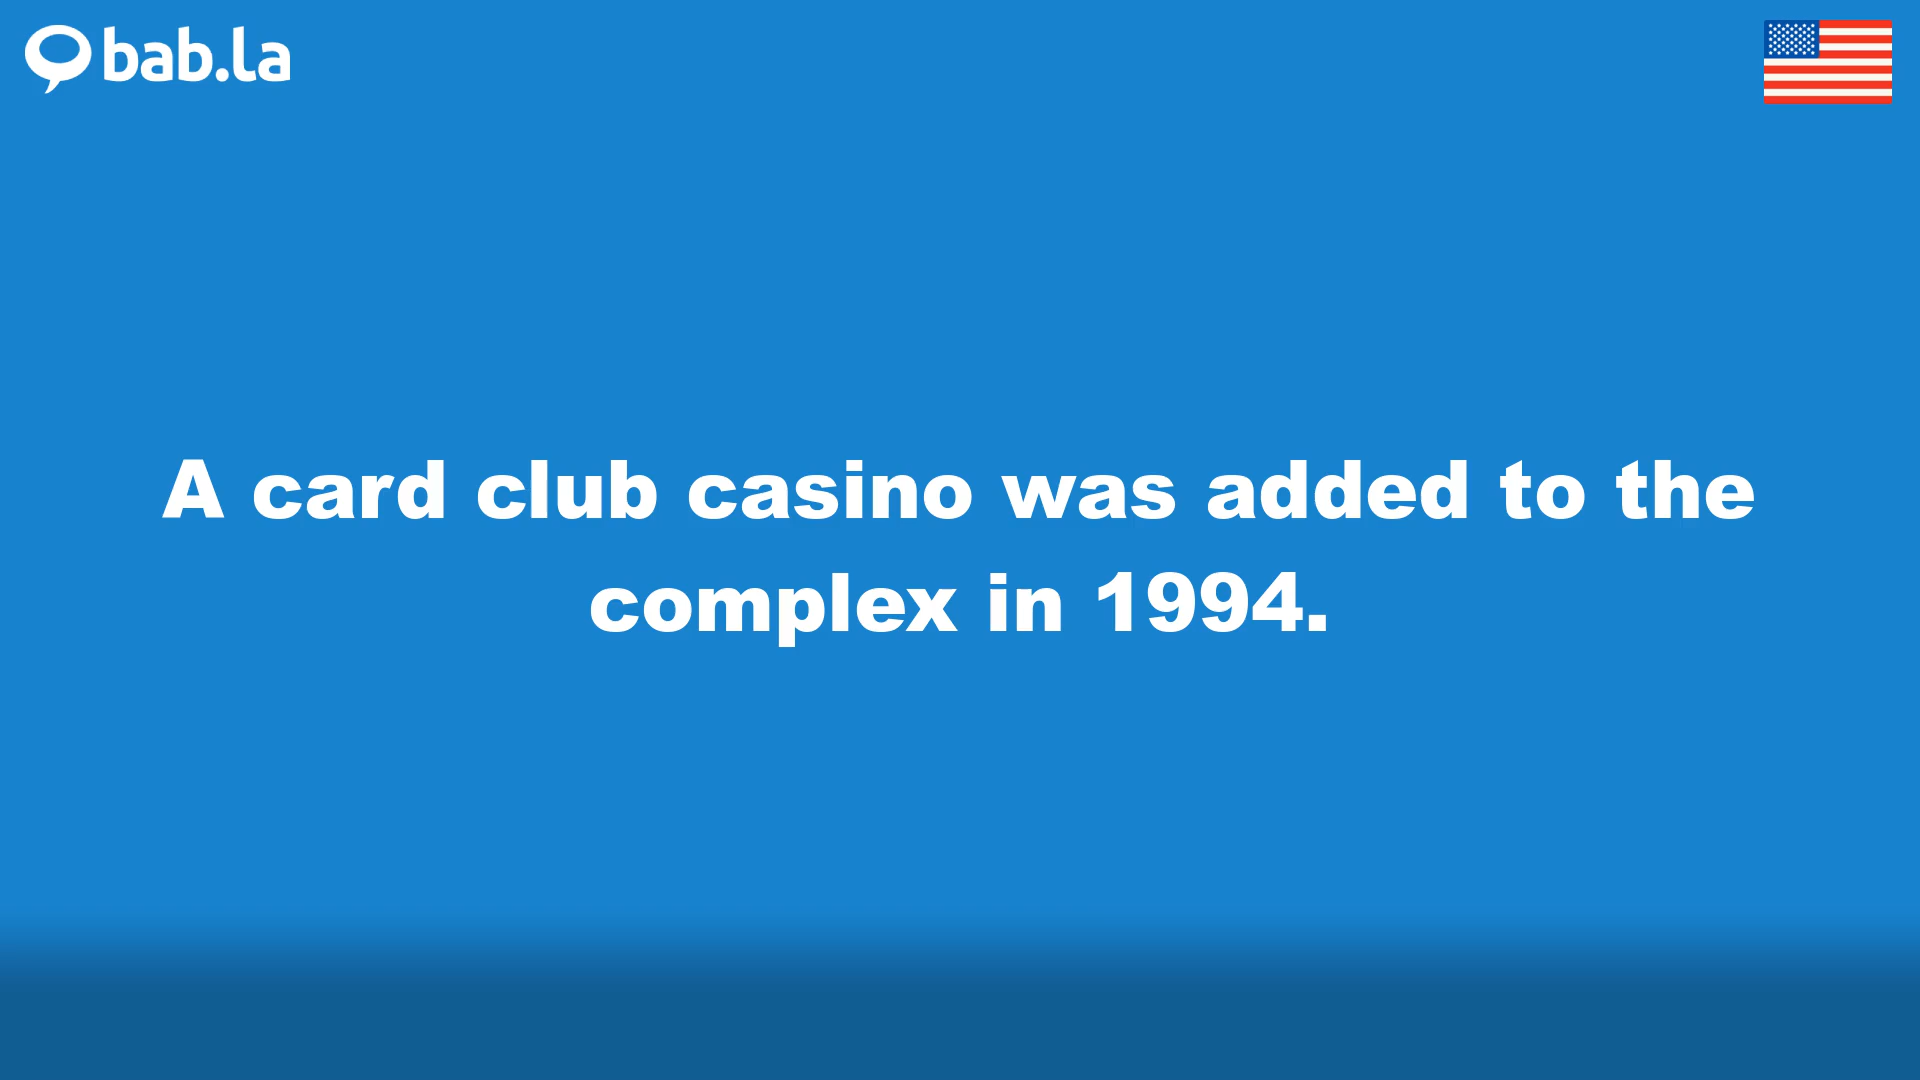 bab.la
A card club casino was added to the
complex in 1994.